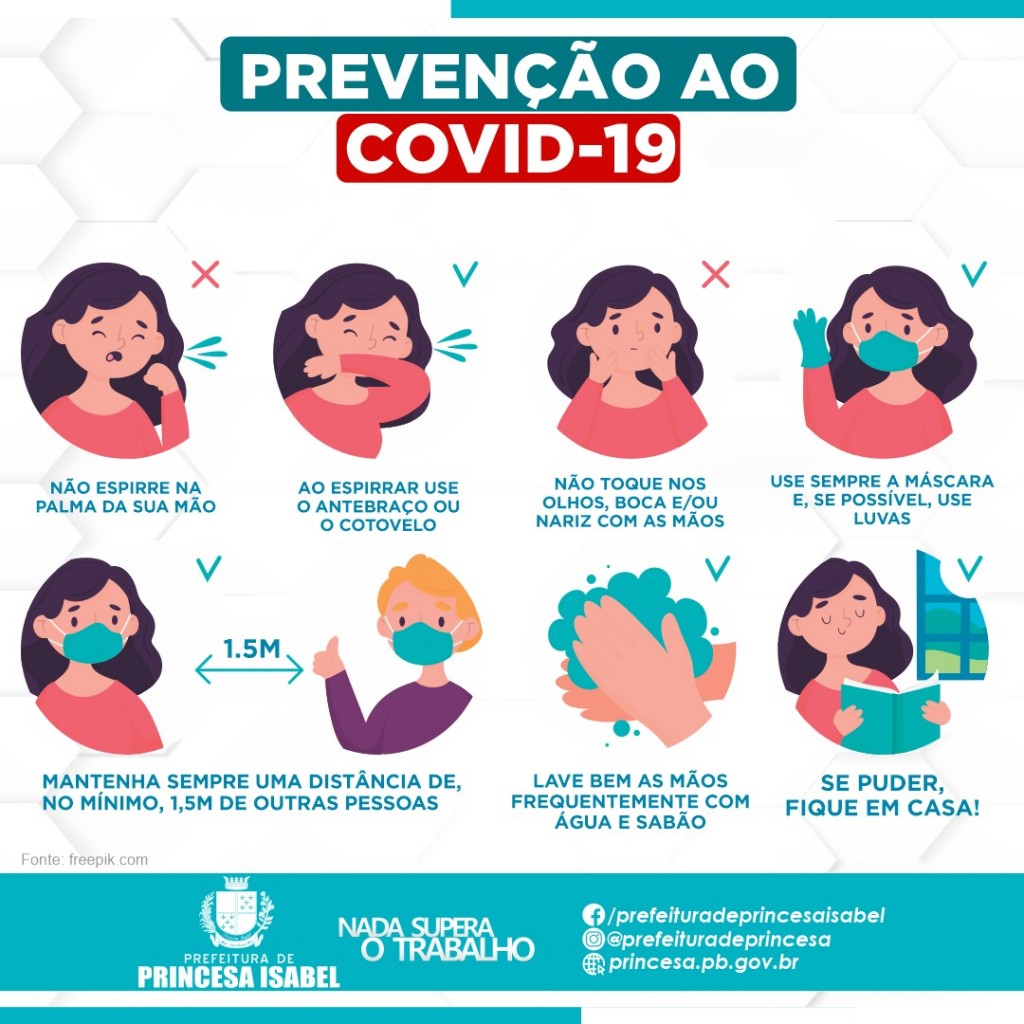 PREVENÇÃO AO
COVID-19
NÃO ESPIRRE NA
PALMA DA SUA MÃO
AO ESPIRRAR USE
O ANTEBRAÇO OU
O COTOVELO
NÃO TOQUE NOS
OLHOS, BOCA E/OU
NARIZ COM AS MÃOS
USE SEMPRE A MÁSCARA
E, SE POSSÍVEL, USE
LUVAS
1.5M
MANTENHA SEMPRE UMA DISTÂNCIA DE,
NO MÍNIMO, 1,5M DE OUTRAS PESSOAS
LAVE BEM AS MÃOS
FREQUENTEMENTE COM
ÁGUA E SABÃO
SE PUDER,
FIQUE EM CASA!
Fonte: freepik.com
PREFEITURA DE
PRINCESA ISABEL
NADA SUPERA
O TRABALHO
/prefeituradeprincesaisabel
@prefeituradeprincesa
princesa.pb.gov.br